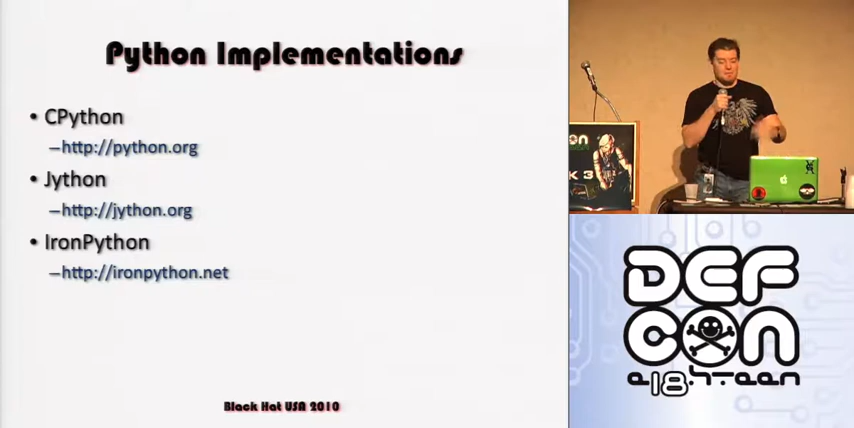 Python Implementations
• CPython
–http://python.org
• Jython
–http://jython.org
• IronPython
–http://ironpython.net
Black Hat USA 2010
DEF
CON